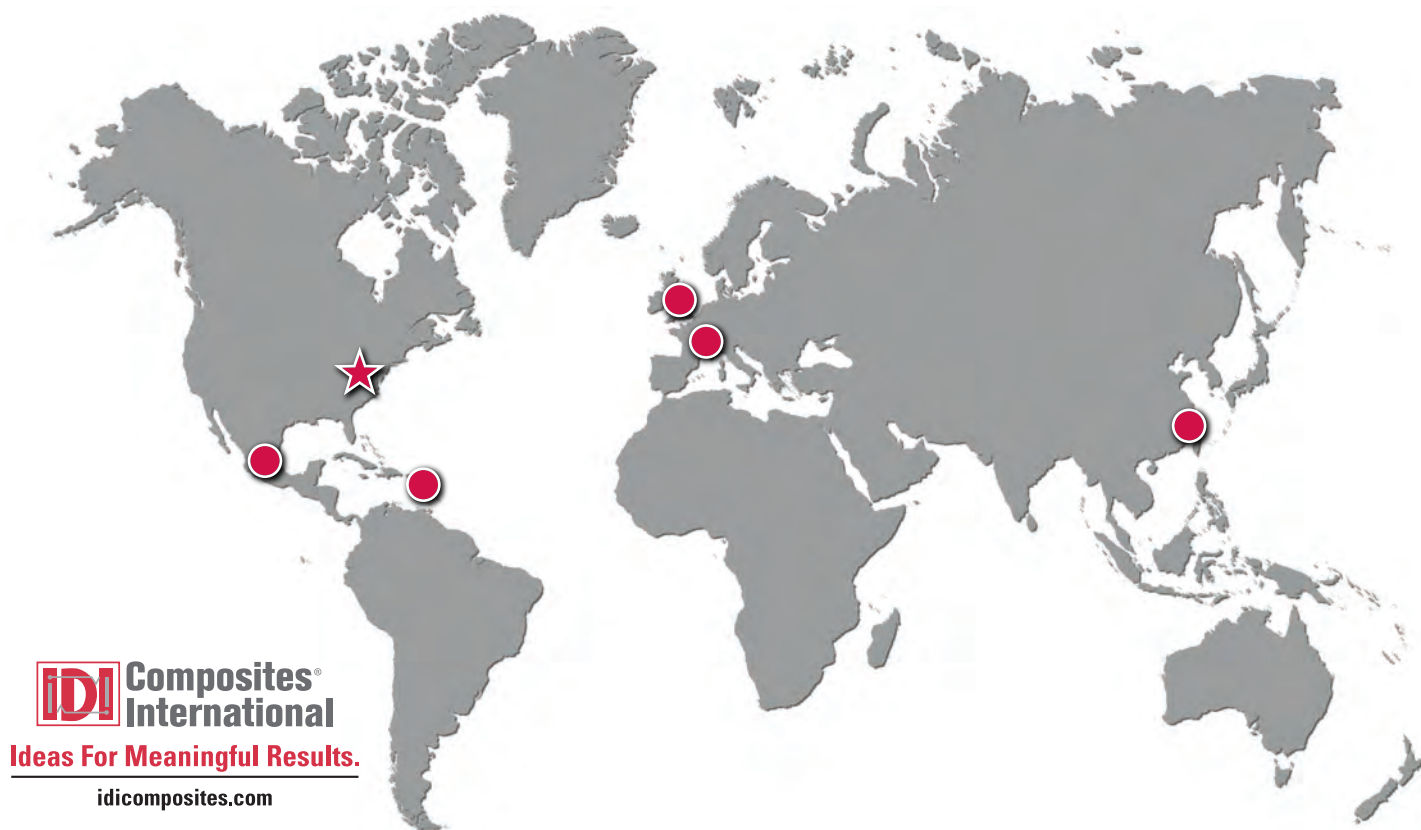 IDI Composites®
International
Ideas For Meaningful Results.
idicomposites.com